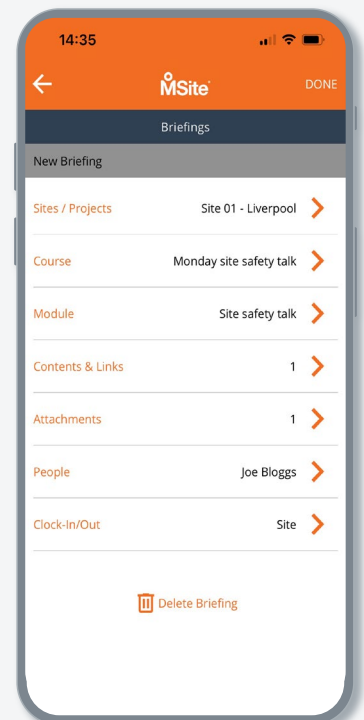 14:35
MSite
DONE
Briefings
New Briefing
Sites / Projects Site 01 - Liverpool
Course Monday site safety talk
Module Site safety talk
Contents & Links 1
Attachments 1
People Joe Bloggs
Clock-In/Out Site
Delete Briefing